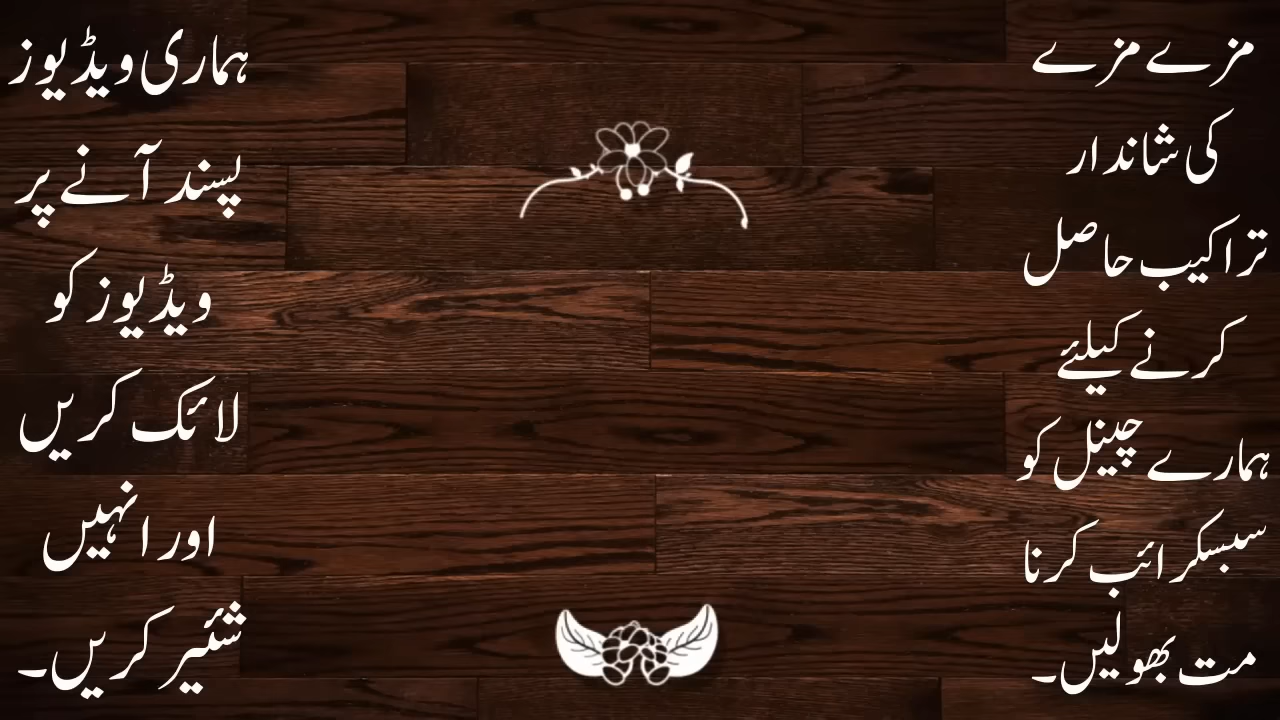 مزے مزے
کی شاندار
تراکیب حاصل
کرنے کیلئے
ہمارے چینل کو
سبسکرائب کرنا
مت بھولیں۔
ہماری ویڈیوز
پسند آنے پر
ویڈیوز کو
لائک کریں
اور انہیں
شئیر کریں۔